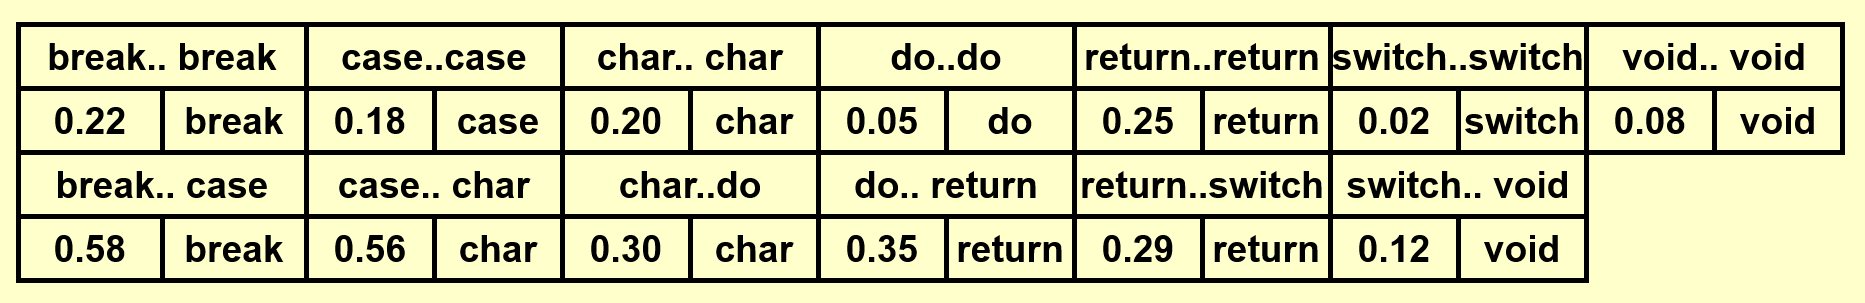 break.. break case..case char.. char do..do return..return switch..switch void.. void
0.22 break 0.18 case 0.20 char 0.05 do 0.25 return 0.02 switch 0.08 void
break.. case case.. char char..do do.. return return..switch switch.. void
0.58 break 0.56 char 0.30 char 0.35 return 0.29 return 0.12 void